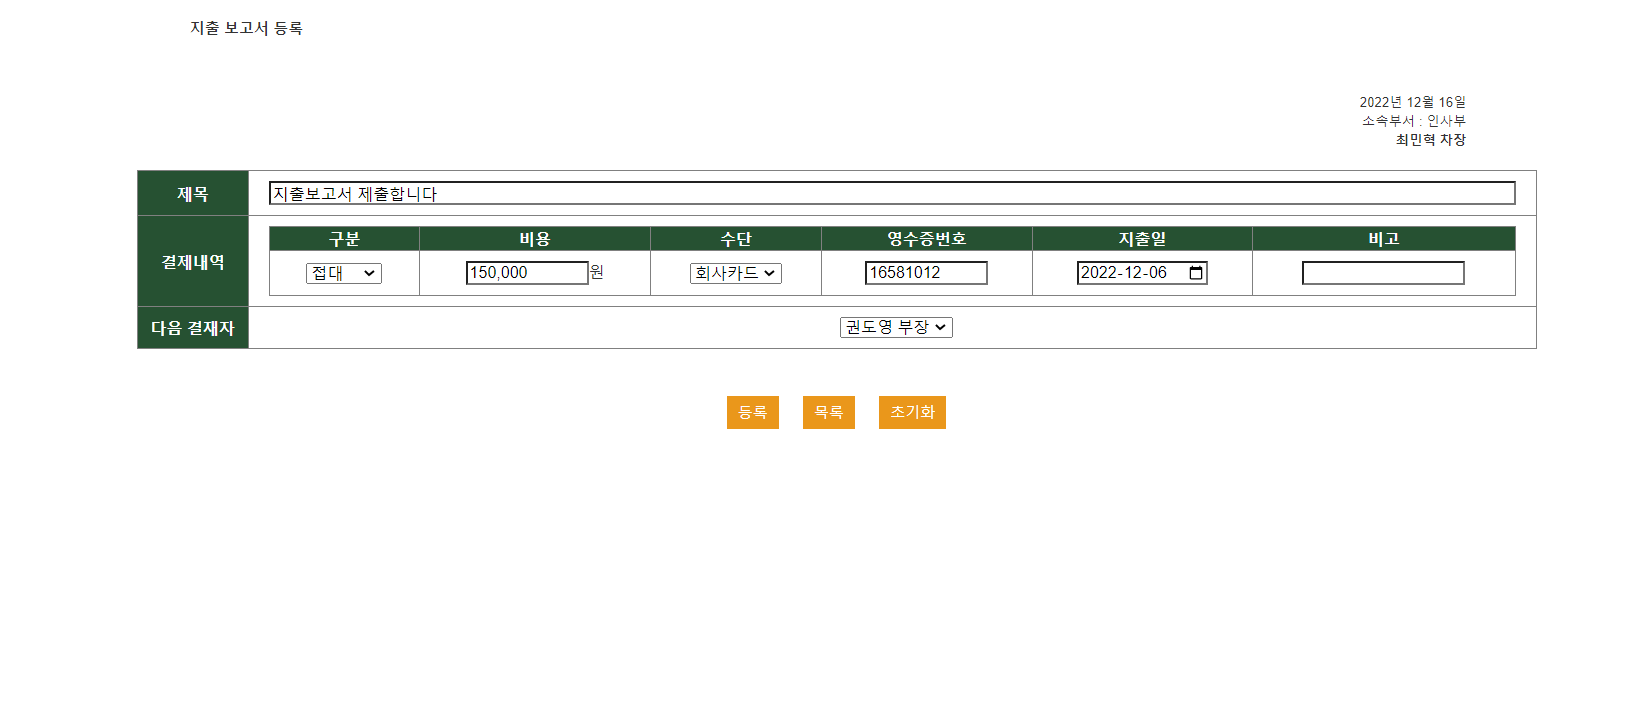 지출 보고서 등록
2022년 12월 16일
소속부서 : 인사부
최민혁 차장
제목 지출보고서 제출합니다
결제내역
구분 비용 수단 영수증번호 지출일 비고
접대 150,000원 회사카드 16581012 2022-12-06
다음 결재자 권도영 부장
등록 목록 초기화